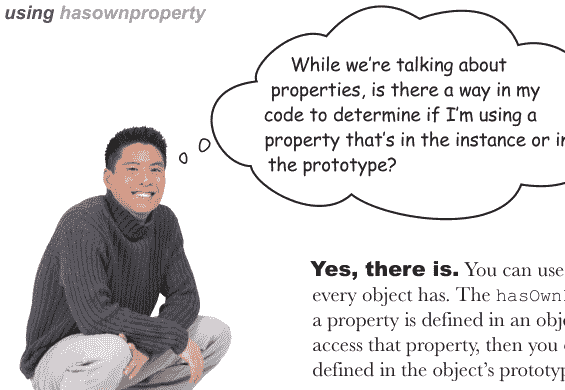 using hasownproperty
While we're talking about
properties, is there a way in my
code to determine if I'm using a
property that's in the instance or in
the prototype?
Yes, there is. You can use
every object has. The hasOwn
a property is defined in an
access that property, then you
defined in the object's